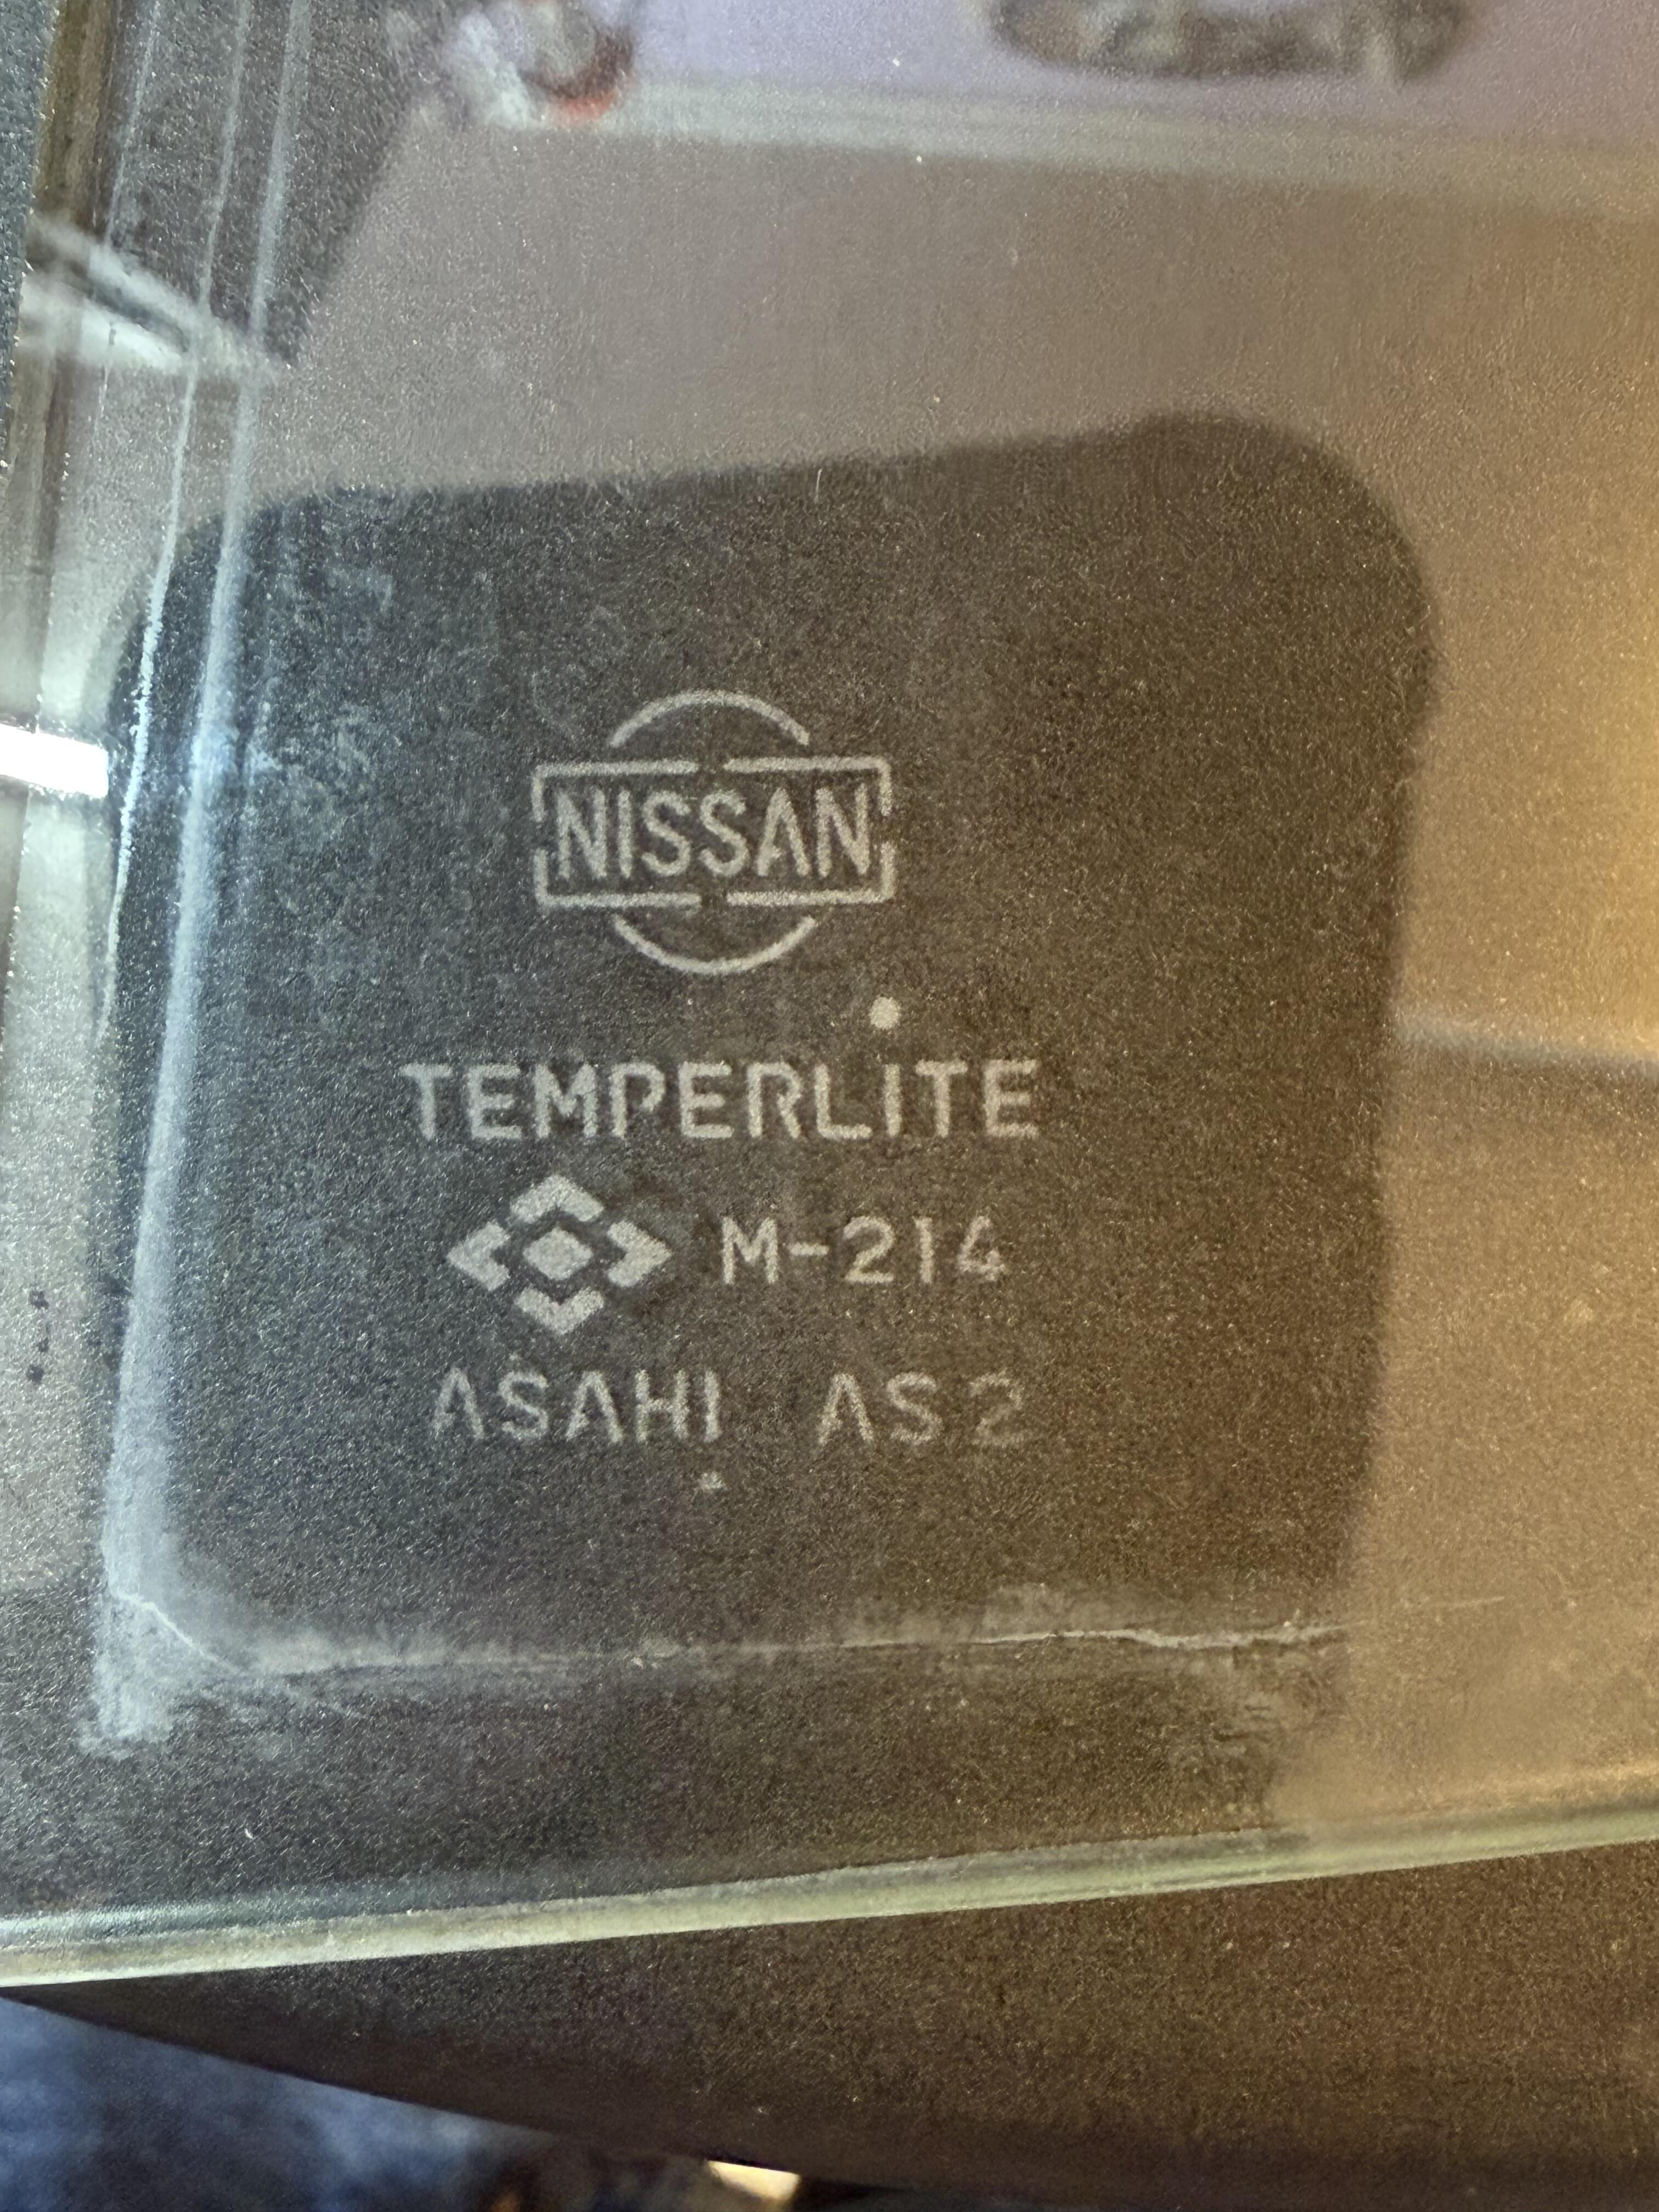 NISSAN
TEMPERLITE
M-214
ASAHI AS2